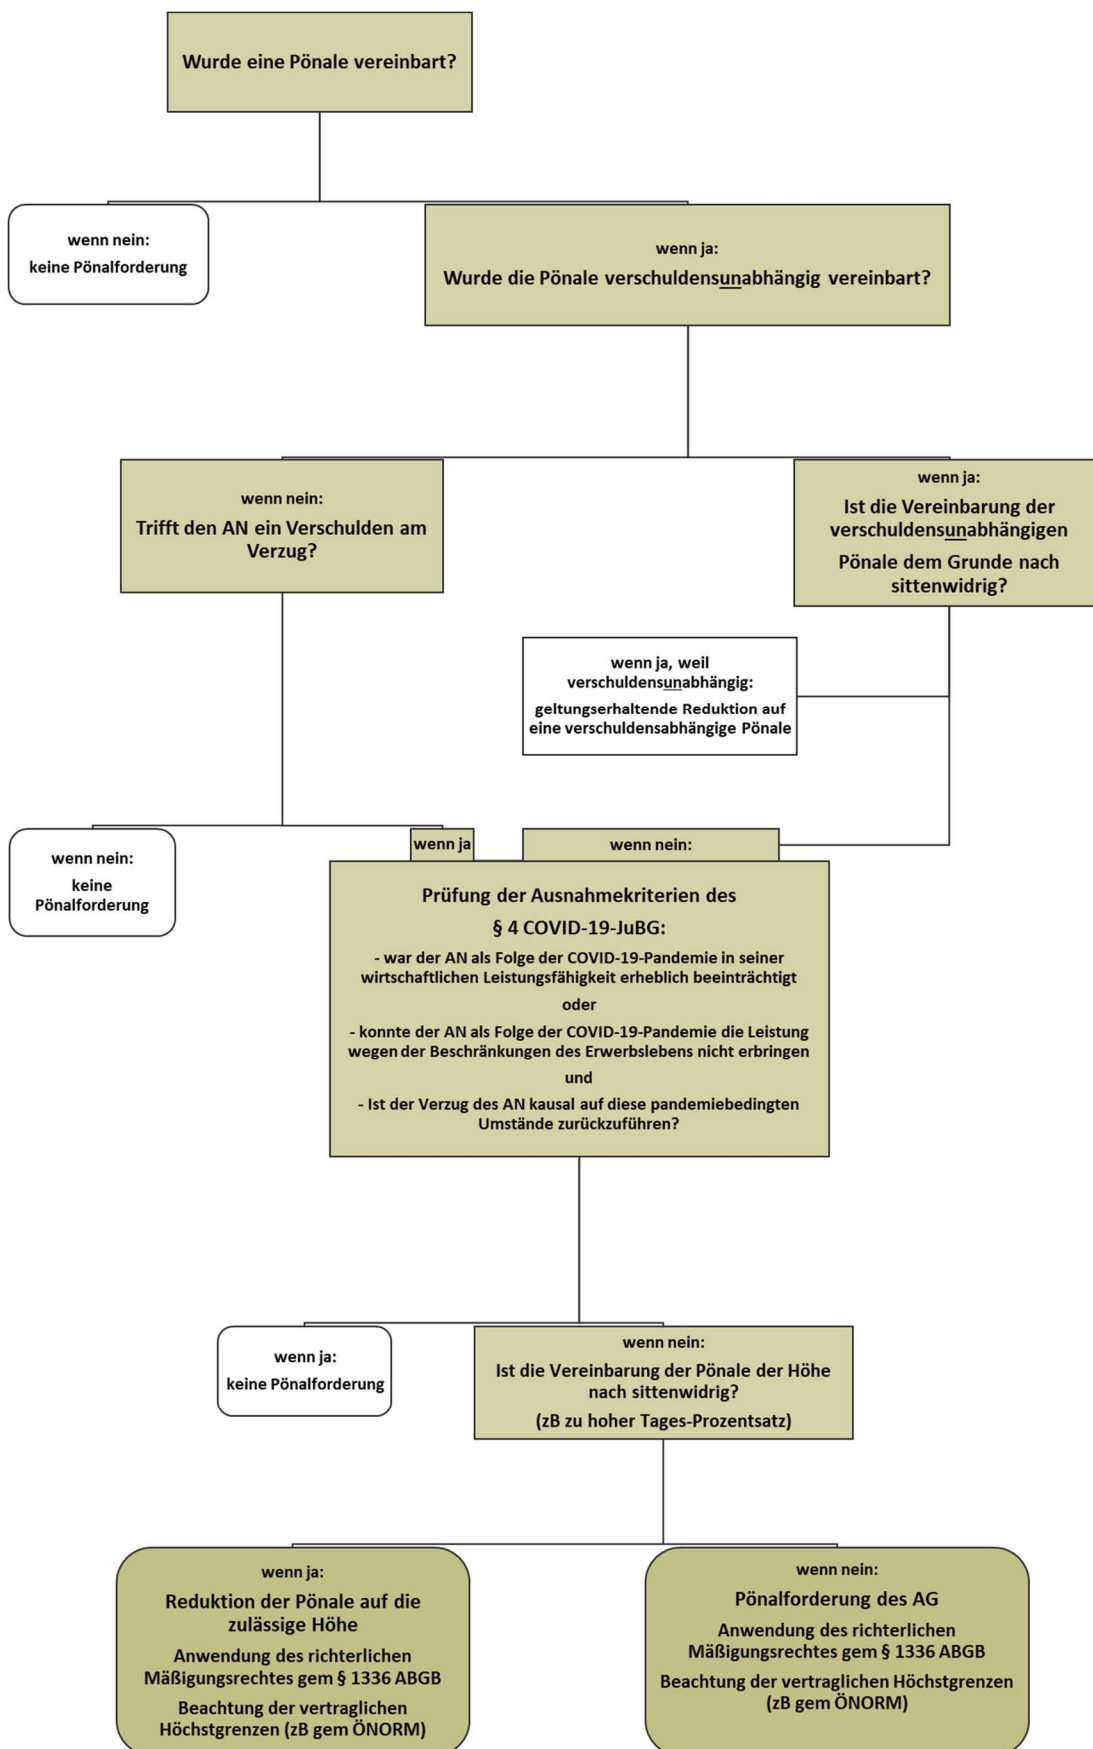 Wurde eine Pönale vereinbart?
wenn nein:
keine Pönalforderung
wenn ja:
Wurde die Pönale verschuldensunabhängig vereinbart?
wenn nein:
Trifft den AN ein Verschulden am
Verzug?
wenn ja:
Ist die Vereinbarung der
verschuldensunabhängigen
Pönale dem Grunde nach
sittenwidrig?
wenn ja, weil
verschuldensunabhängig:
geltungserhaltende Reduktion auf
eine verschuldensabhängige Pönale
wenn nein:
keine
Pönalforderung
wenn ja
wenn nein:
Prüfung der Ausnahmekriterien des
§ 4 COVID-19-JuBG:
- war der AN als Folge der COVID-19-Pandemie in seiner
wirtschaftlichen Leistungsfähigkeit erheblich beeinträchtigt
oder
- konnte der AN als Folge der COVID-19-Pandemie die Leistung
wegen der Beschränkungen des Erwerbslebens nicht erbringen
und
- Ist der Verzug des AN kausal auf diese pandemiebedingten
Umstände zurückzuführen?
wenn ja:
keine Pönalforderung
wenn nein:
Ist die Vereinbarung der Pönale der Höhe
nach sittenwidrig?
(zB zu hoher Tages-Prozentsatz)
wenn ja:
Reduktion der Pönale auf die
zulässige Höhe
Anwendung des richterlichen
Mäßigungsrechtes gem § 1336 ABGB
Beachtung der vertraglichen
Höchstgrenzen (zB gem ÖNORM)
wenn nein:
Pönalforderung des AG
Anwendung des richterlichen
Mäßigungsrechtes gem § 1336 ABGB
Beachtung der vertraglichen Höchstgrenzen
(zB gem ÖNORM)